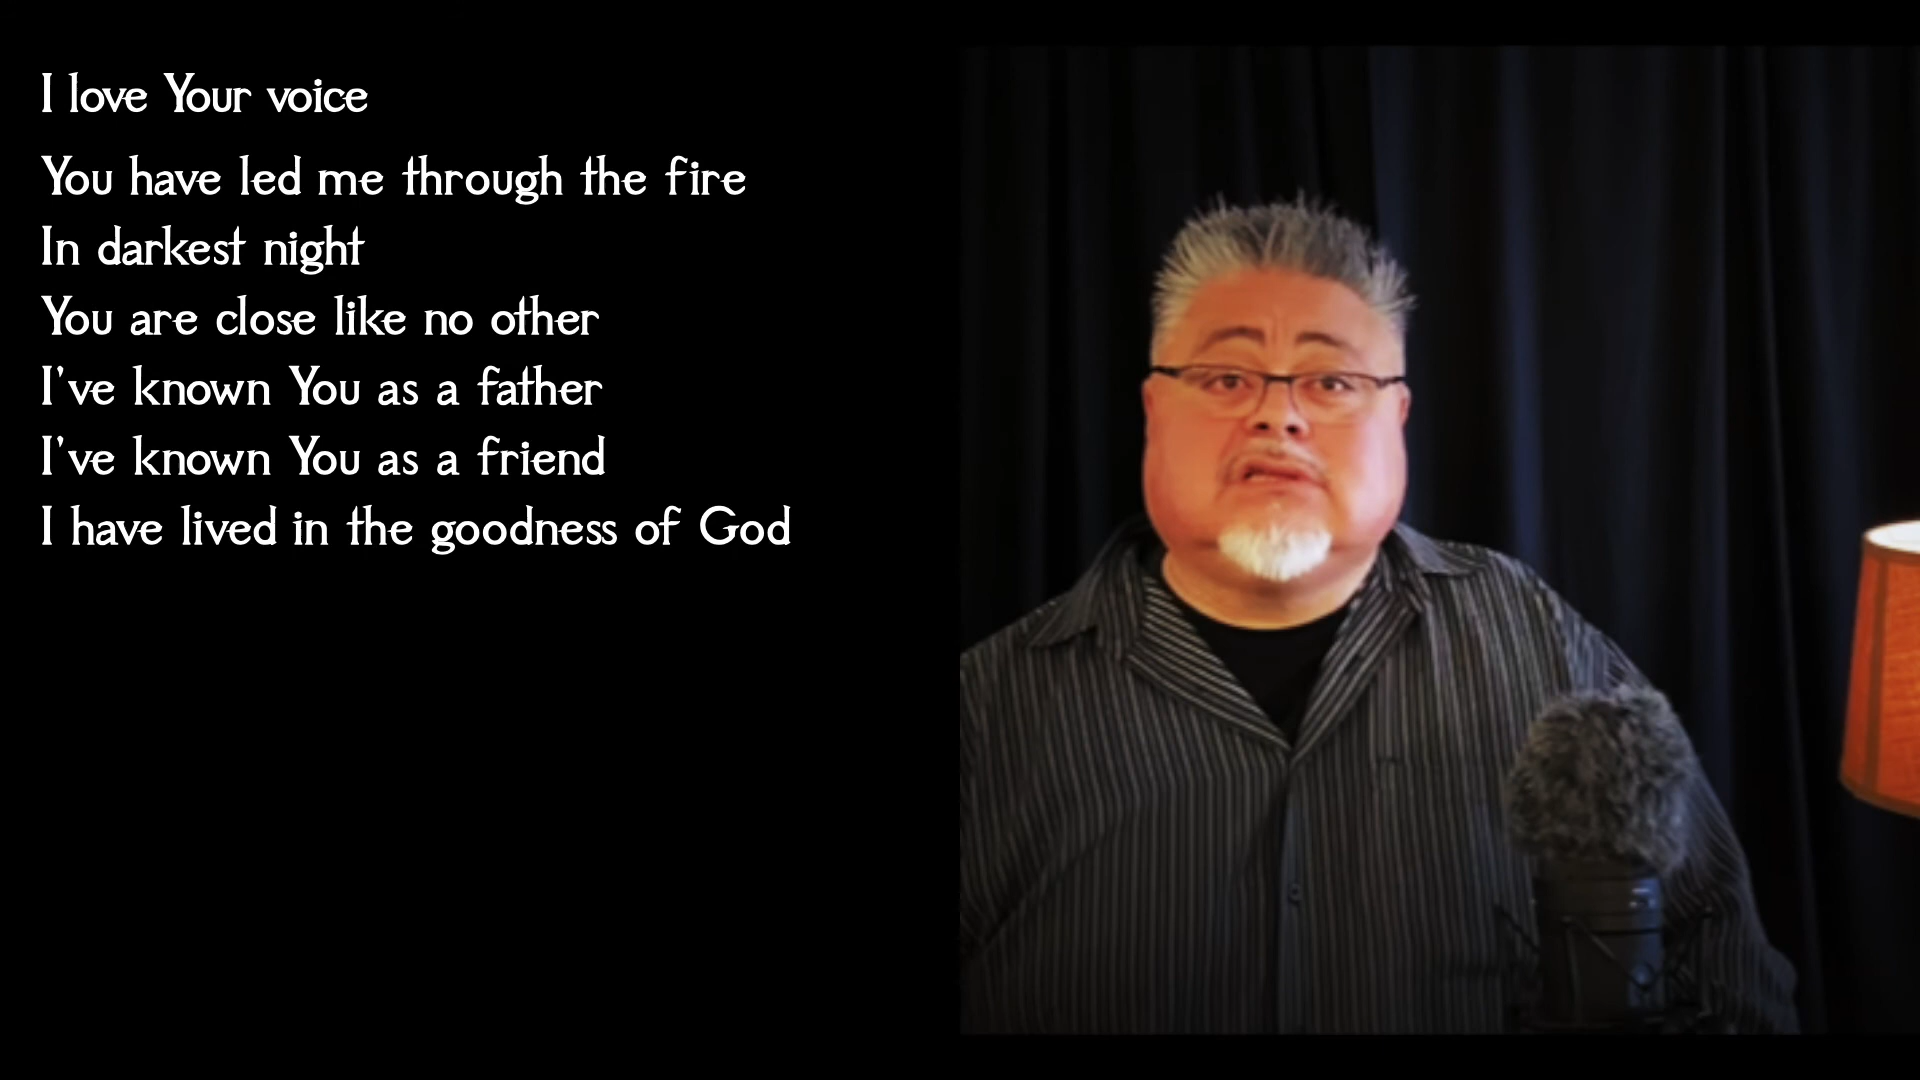 I love Your voice
You have led me through the fire
In darkest night
You are close like no other
I've known You as a father
I've known You as a friend
I have lived in the goodness of God